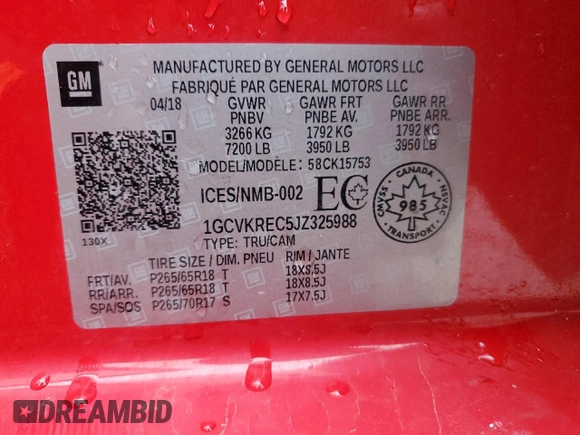 GM
MANUFACTURED BY GENERAL MOTORS LLC
FABRIQUÉ PAR GENERAL MOTORS LLC
04/18 GVWR GAWR FRT GAWR RR
PNBV PNBE AV. PNBE ARR.
3266 KG 1792 KG 1792 KG
7200 LB 3950 LB 3950 LB
MODEL/MODÈLE: 58CK15753
ICES/NMB-002 EC
CANADA
CMVSS 985 NSVAC
TRANSPORT
130X
1GCVKREC5JZ325988
TYPE: TRU/CAM
TIRE SIZE / DIM. PNEU RIM / JANTE
FRT/AV. P265/65R18 T 18X8.5J
RR/ARR. P265/65R18 T 18X8.5J
SPA/SOS P265/70R17 S 17X7.5J
DREAMBID